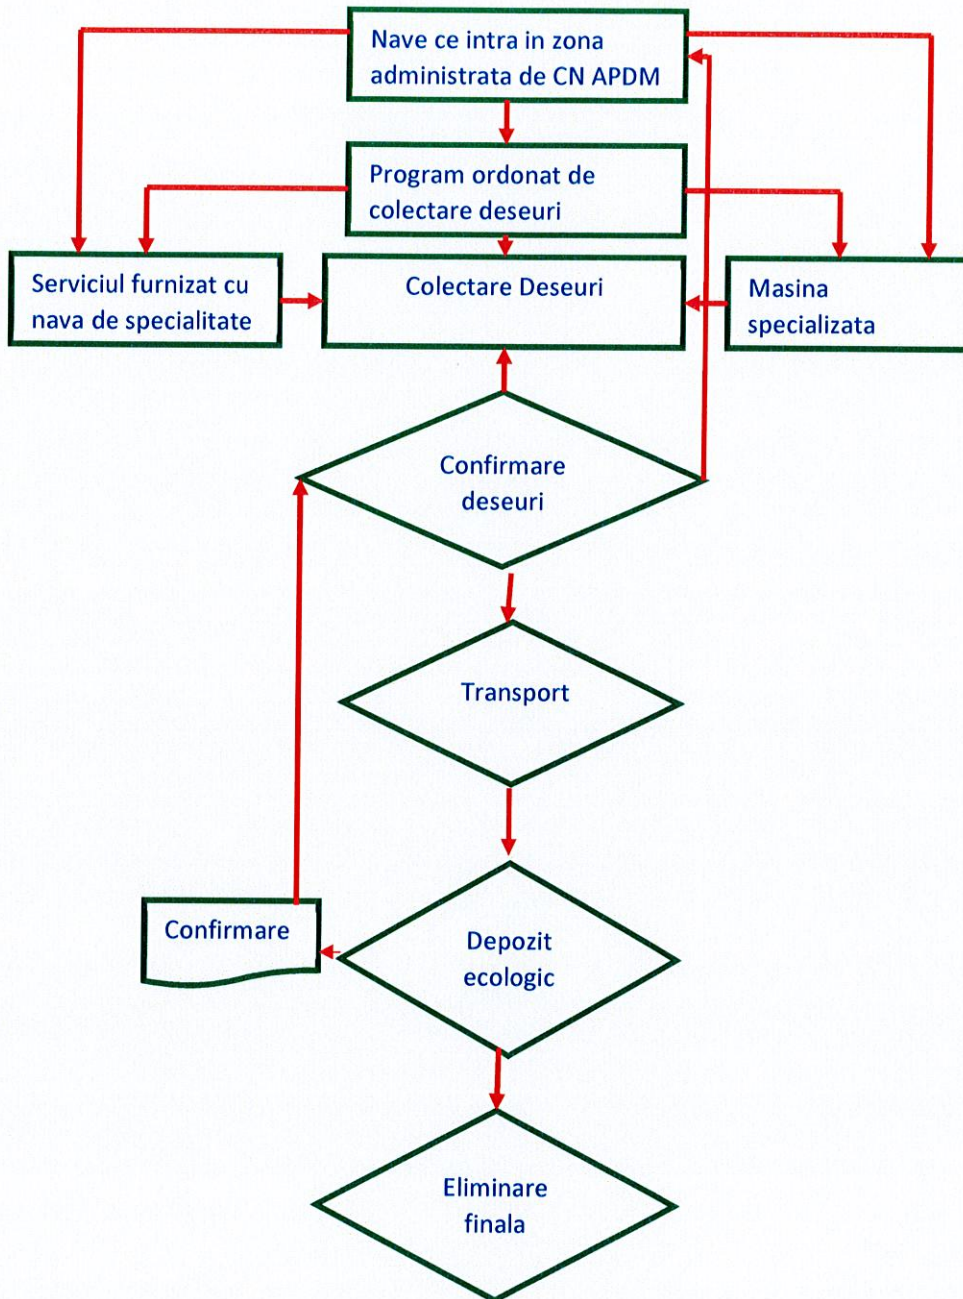 Nave ce intra in zona
administrata de CN APDM
Program ordonat de
colectare deseuri
Serviciul furnizat cu
nava de specialitate
Colectare Deseuri
Masina
specializata
Confirmare
deseuri
Transport
Confirmare
Depozit
ecologic
Eliminare
finala